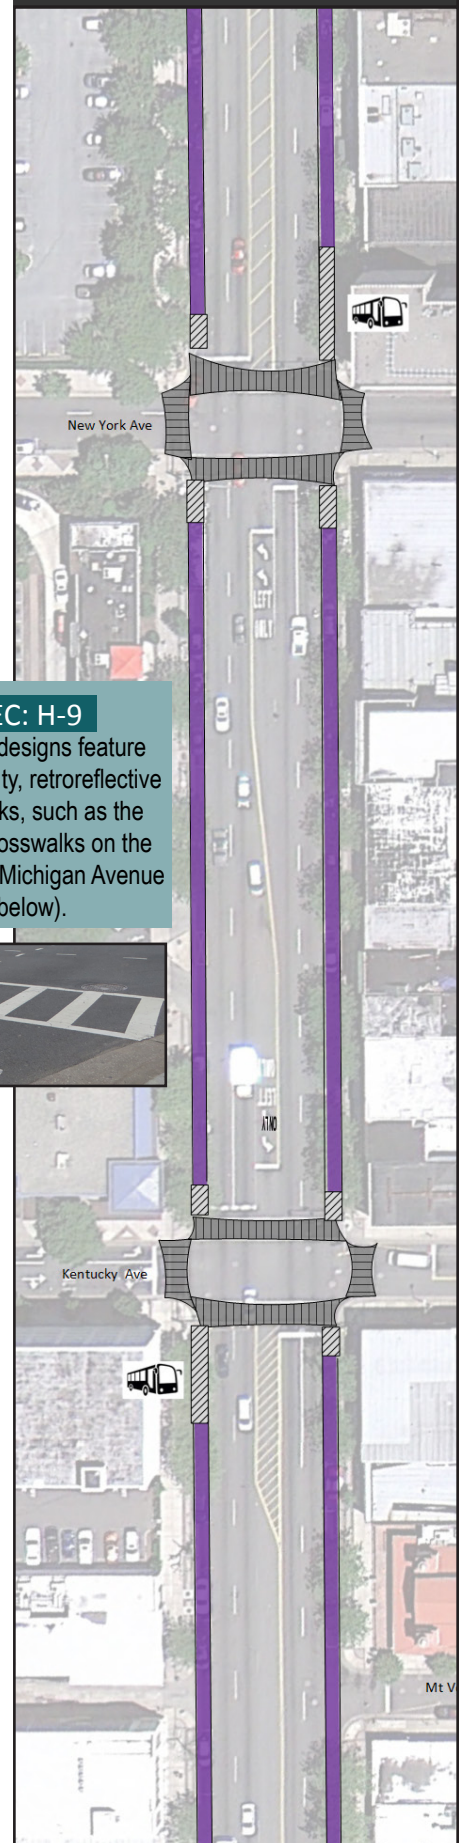 New York Ave
LEFT
ONLY
EC: H-9
designs feature
ty, retroreflective
ks, such as the
osswalks on the
Michigan Avenue
below).
LEFT
ONLY
Kentucky Ave
Mt V